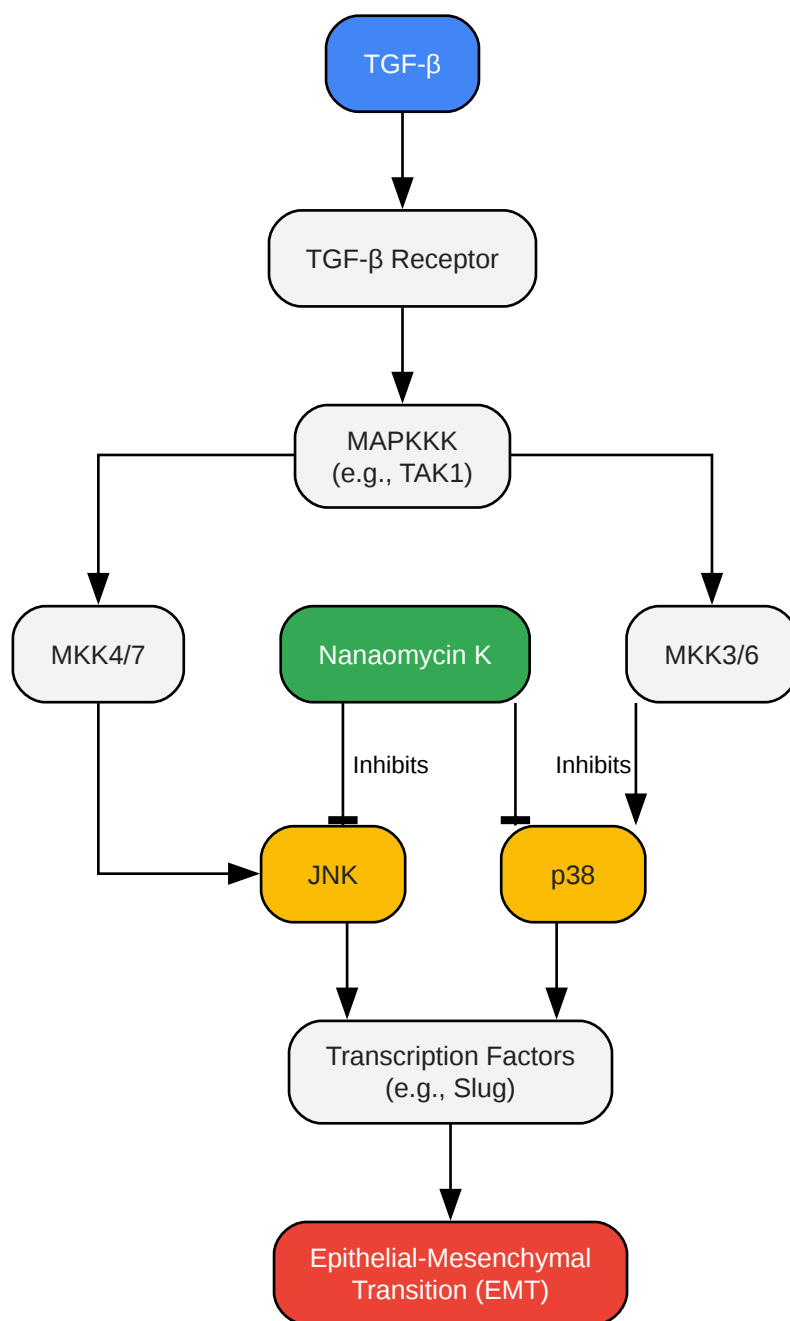 TGF-β
TGF-β Receptor
MAPKKK
(e.g., TAK1)
MKK4/7
Nanaomycin K
MKK3/6
Inhibits
Inhibits
JNK
p38
Transcription Factors
(e.g., Slug)
Epithelial-Mesenchymal
Transition (EMT)